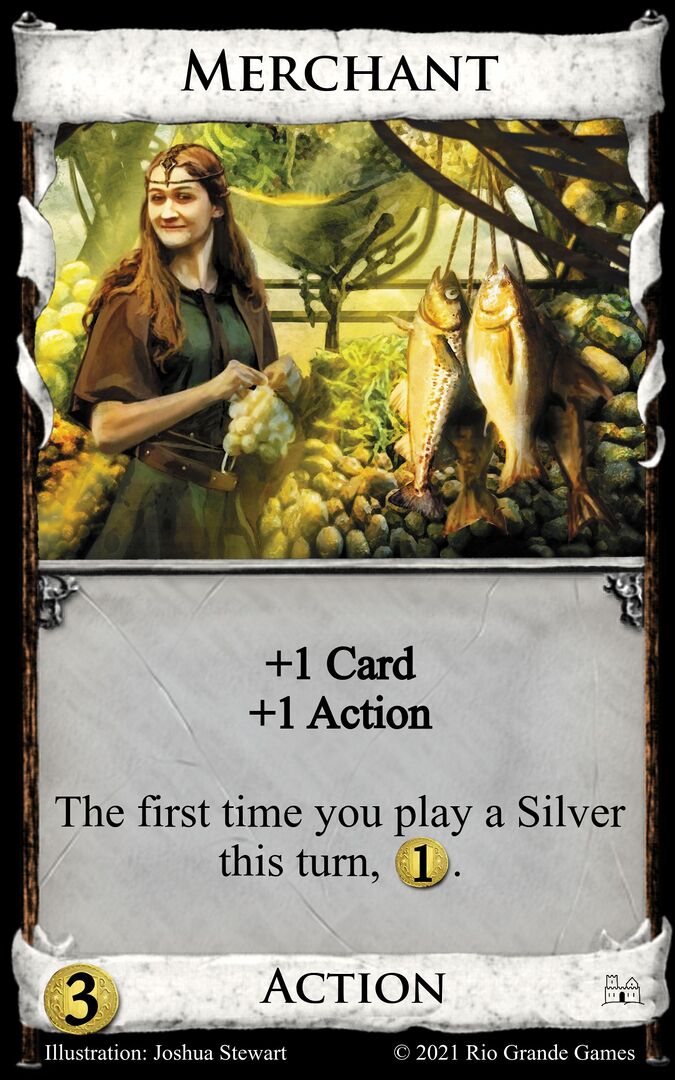 MERCHANT
+1 Card
+1 Action
The first time you play a Silver
this turn, 1.
3 ACTION
Illustration: Joshua Stewart © 2021 Rio Grande Games